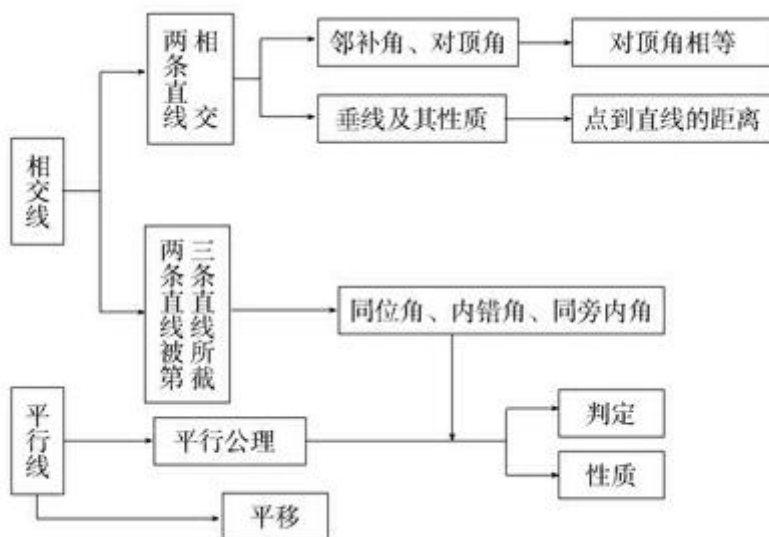 相交线
两条直线
相交
邻补角、对顶角
对顶角相等
垂线及其性质
点到直线的距离
两条直线被第
三条直线所截
同位角、内错角、同旁内角
平行线
平行公理
判定
性质
平移